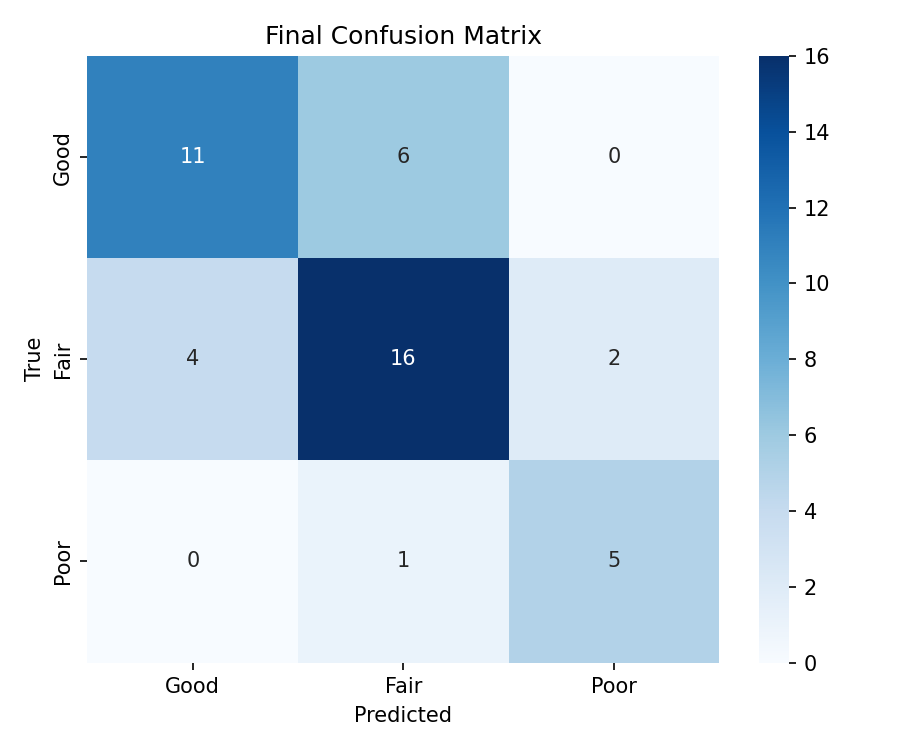 Final Confusion Matrix
16
14
12
10
8
6
4
2
0
True
Good
11 6 0
Fair
4 16 2
Poor
0 1 5
Good Fair Poor
Predicted